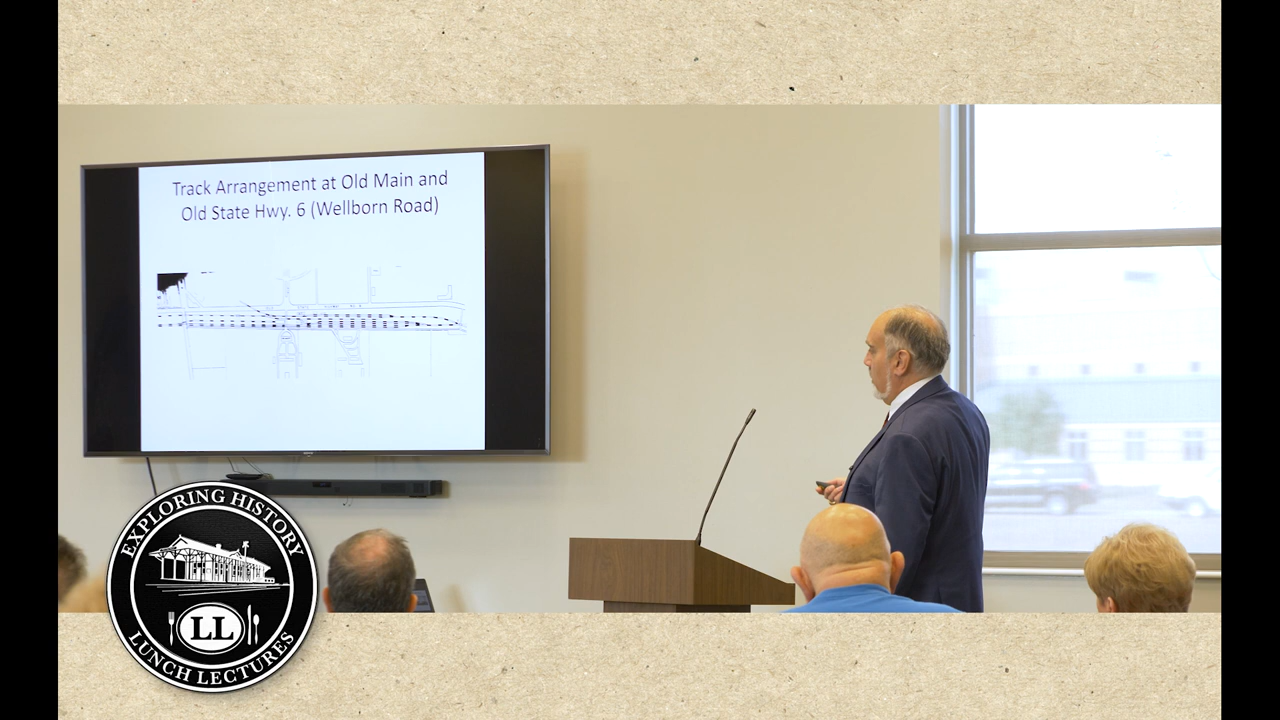 Track Arrangement at Old Main and
Old State Hwy. 6 (Wellborn Road)
EXPLORING HISTORY
LL
LUNCH LECTURES